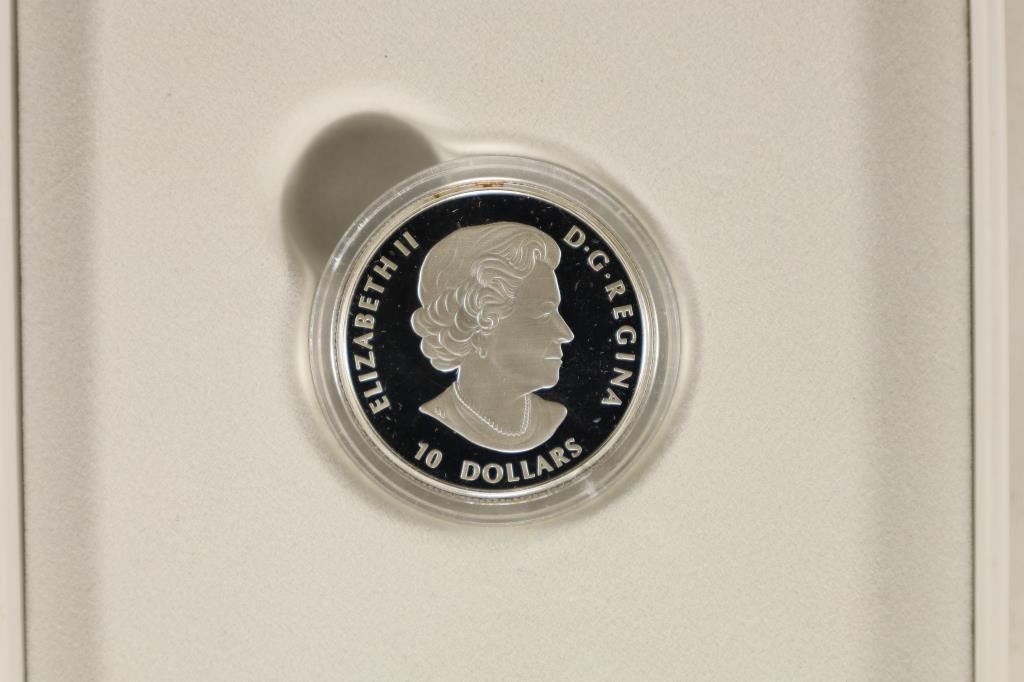 ELIZABETH II
D·G·REGINA
10 DOLLARS